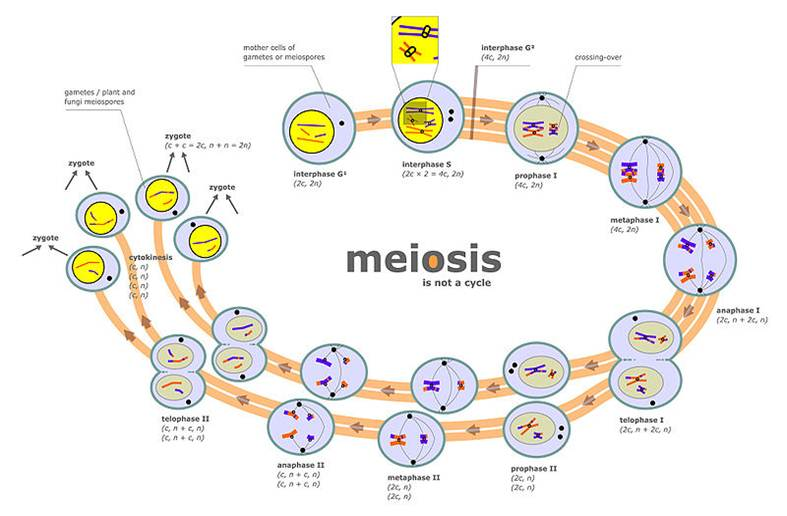 mother cells of
gametes or meiospores
interphase G²
(4c, 2n)
crossing-over
gametes / plant and
fungi meiospores
zygote
(c + c = 2c, n + n = 2n)
zygote
zygote
zygote
interphase G¹
(2c, 2n)
interphase S
(2c × 2 = 4c, 2n)
prophase I
(4c, 2n)
metaphase I
(4c, 2n)
anaphase I
(2c, n + 2c, n)
telophase I
(2c, n + 2c, n)
prophase II
(2c, n)
(2c, n)
metaphase II
(2c, n)
(2c, n)
anaphase II
(c, n + c, n)
(c, n + c, n)
telophase II
(c, n + c, n)
(c, n + c, n)
cytokinesis
(c, n)
(c, n)
(c, n)
(c, n)
meiosis
is not a cycle